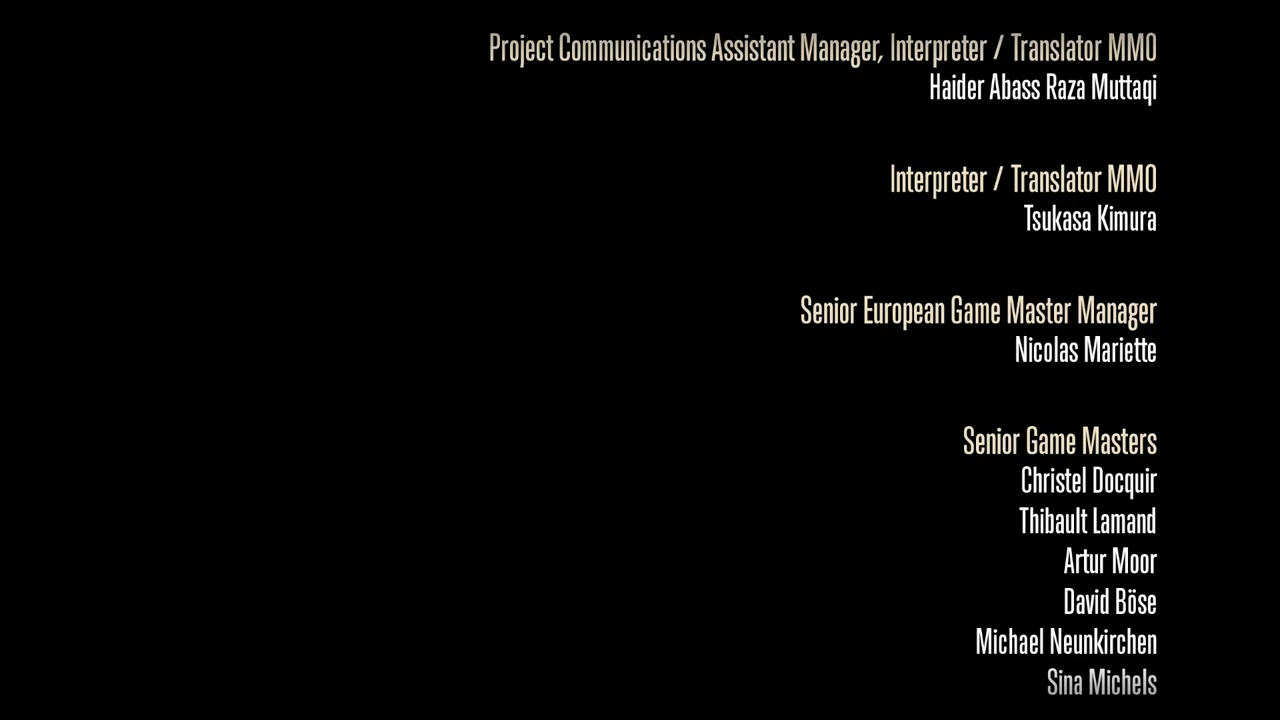 Project Communications Assistant Manager, Interpreter / Translator MMO
Haider Abass Raza Muttaqi
Interpreter / Translator MMO
Tsukasa Kimura
Senior European Game Master Manager
Nicolas Mariette
Senior Game Masters
Christel Docquir
Thibault Lamand
Artur Moor
David Böse
Michael Neunkirchen
Sina Michels